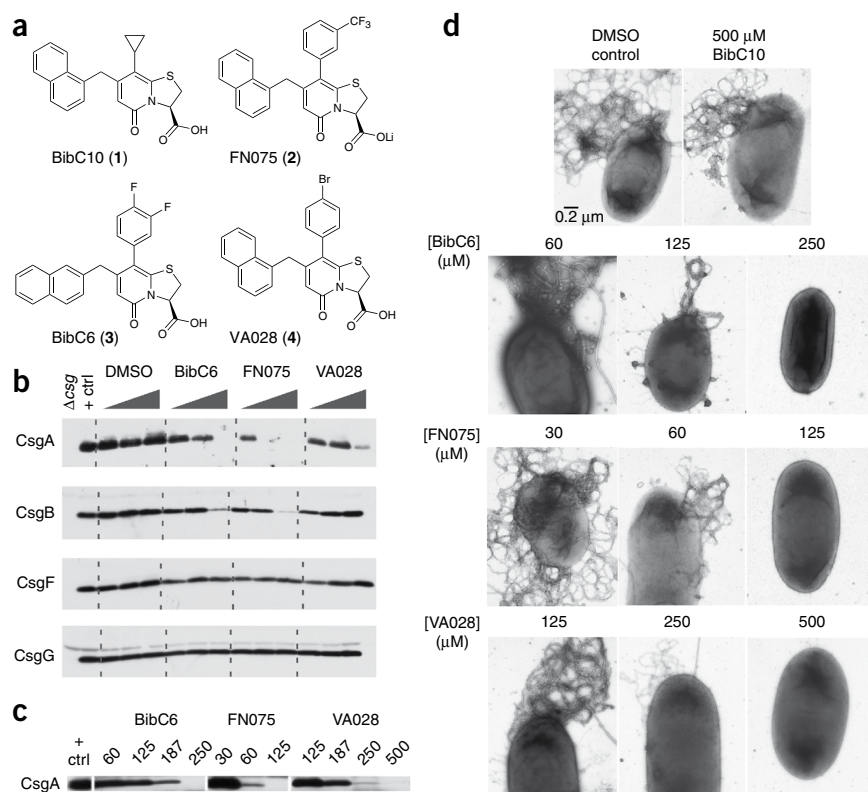 a
CF3
S
N
O
O
OH
BibC10 (1)
S
N
O
O
OLi
FN075 (2)
F
F
S
N
O
O
OH
BibC6 (3)
Br
S
N
O
O
OH
VA028 (4)
b
Δcsg
+ ctrl
DMSO BibC6 FN075 VA028
CsgA
CsgB
CsgF
CsgG
c
BibC6 FN075 VA028
+ ctrl 60 125 187 250 30 60 125 125 187 250 500
CsgA
d
DMSO control
500 μM BibC10
0.2 μm
[BibC6] (μM) 60 125 250
[FN075] (μM) 30 60 125
[VA028] (μM) 125 250 500